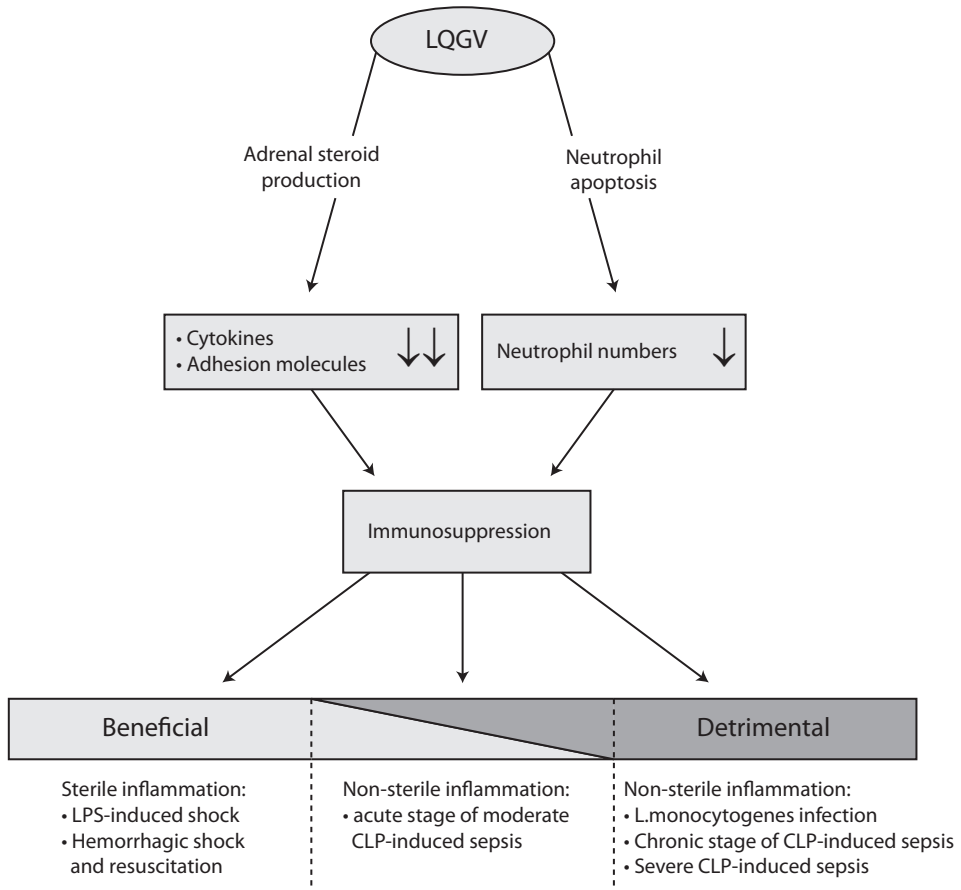 LQGV
Adrenal steroid
production
Neutrophil
apoptosis
• Cytokines
• Adhesion molecules
Neutrophil numbers
Immunosuppression
Beneficial
Detrimental
Sterile inflammation:
• LPS-induced shock
• Hemorrhagic shock
and resuscitation
Non-sterile inflammation:
• acute stage of moderate
CLP-induced sepsis
Non-sterile inflammation:
• L.monocytogenes infection
• Chronic stage of CLP-induced sepsis
• Severe CLP-induced sepsis